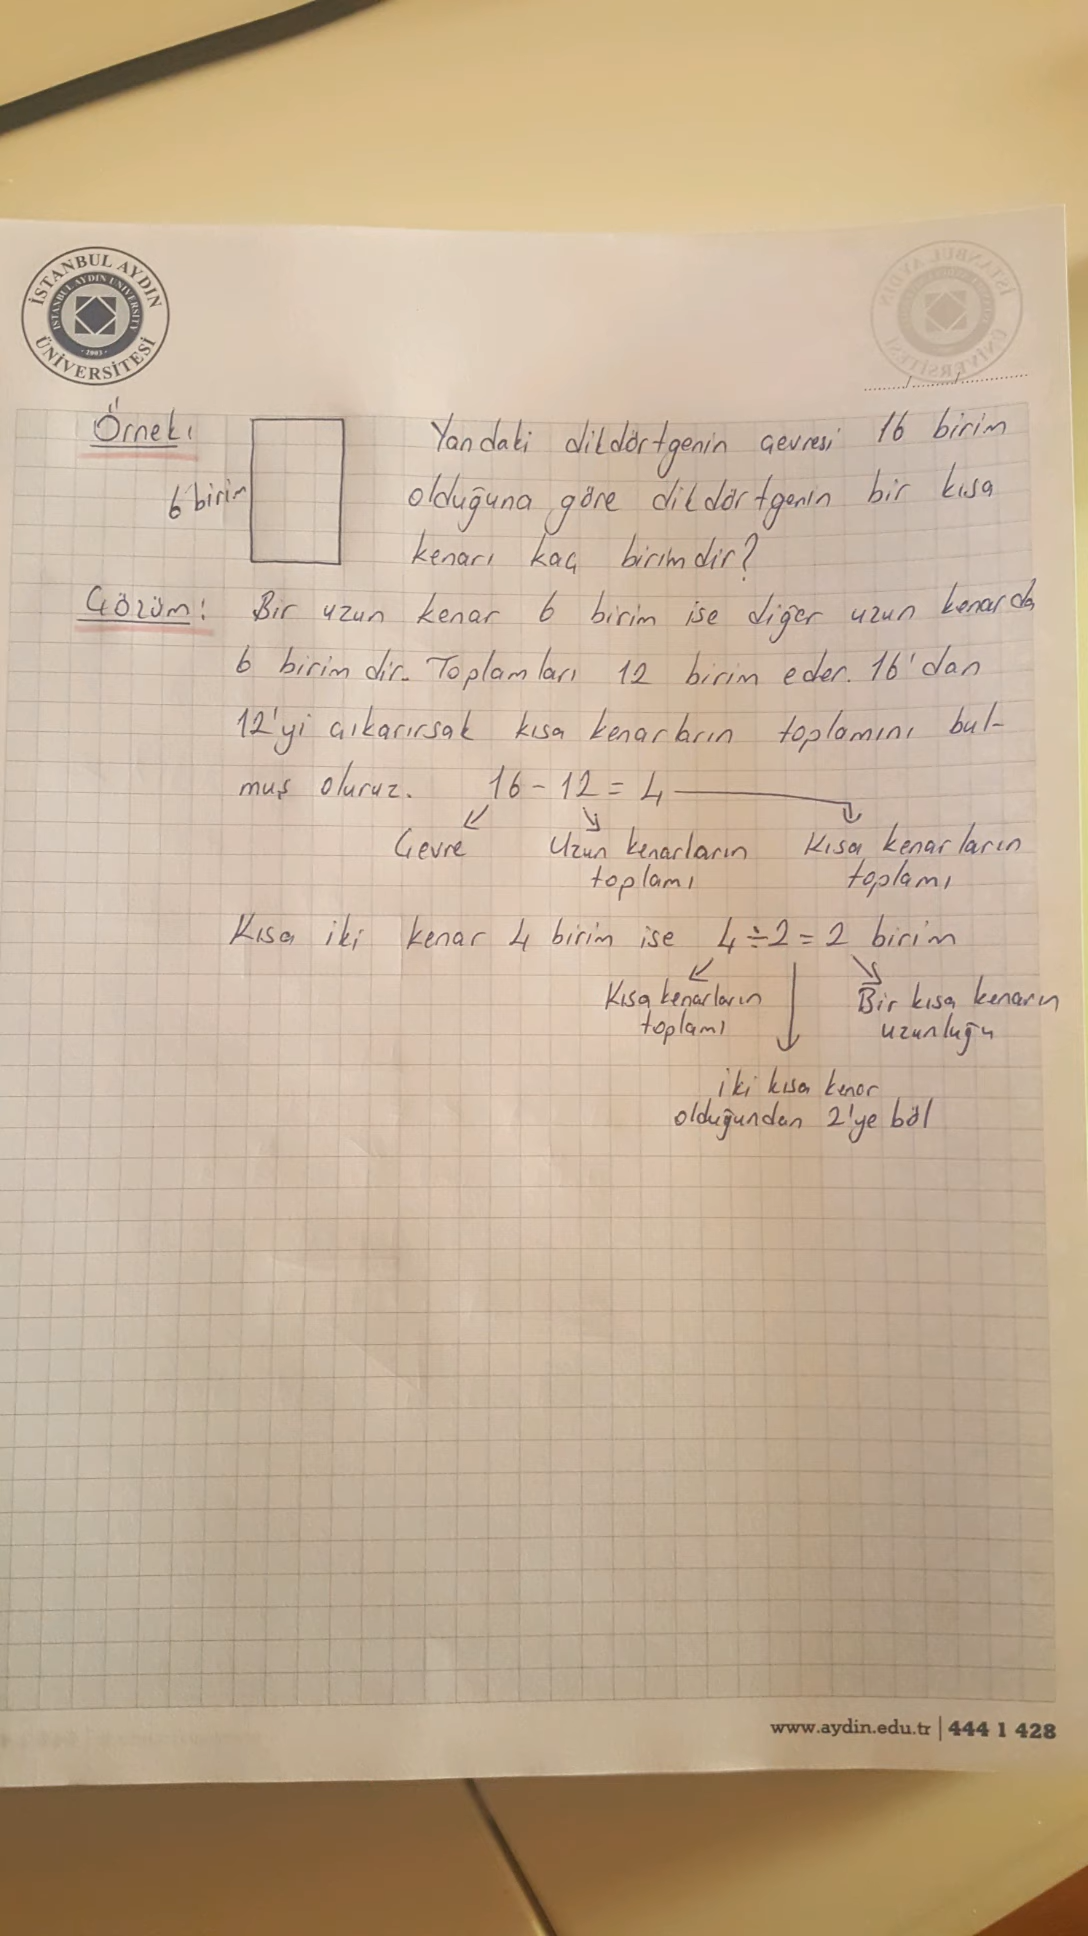 İSTANBUL AYDIN
ÜNİVERSİTESİ
İSTANBUL AYDIN UNIVERSITY
· 2003 ·
Örnek:
6 birim
Yandaki dikdörtgenin çevresi 16 birim
olduğuna göre dikdörtgenin bir kısa
kenarı kaç birimdir?
Çözüm: Bir uzun kenar 6 birim ise diğer uzun kenarda
6 birimdir. Toplamları 12 birim eder. 16'dan
12'yi çıkarırsak kısa kenarların toplamını bul-
muş oluruz. 16 - 12 = 4
Çevre Uzun kenarların Kısa kenarların
toplamı toplamı
Kısa iki kenar 4 birim ise 4 ÷ 2 = 2 birim
Kısa kenarların Bir kısa kenarın
toplamı uzunluğu
iki kısa kenar
olduğundan 2'ye böl
www.aydin.edu.tr | 444 1 428